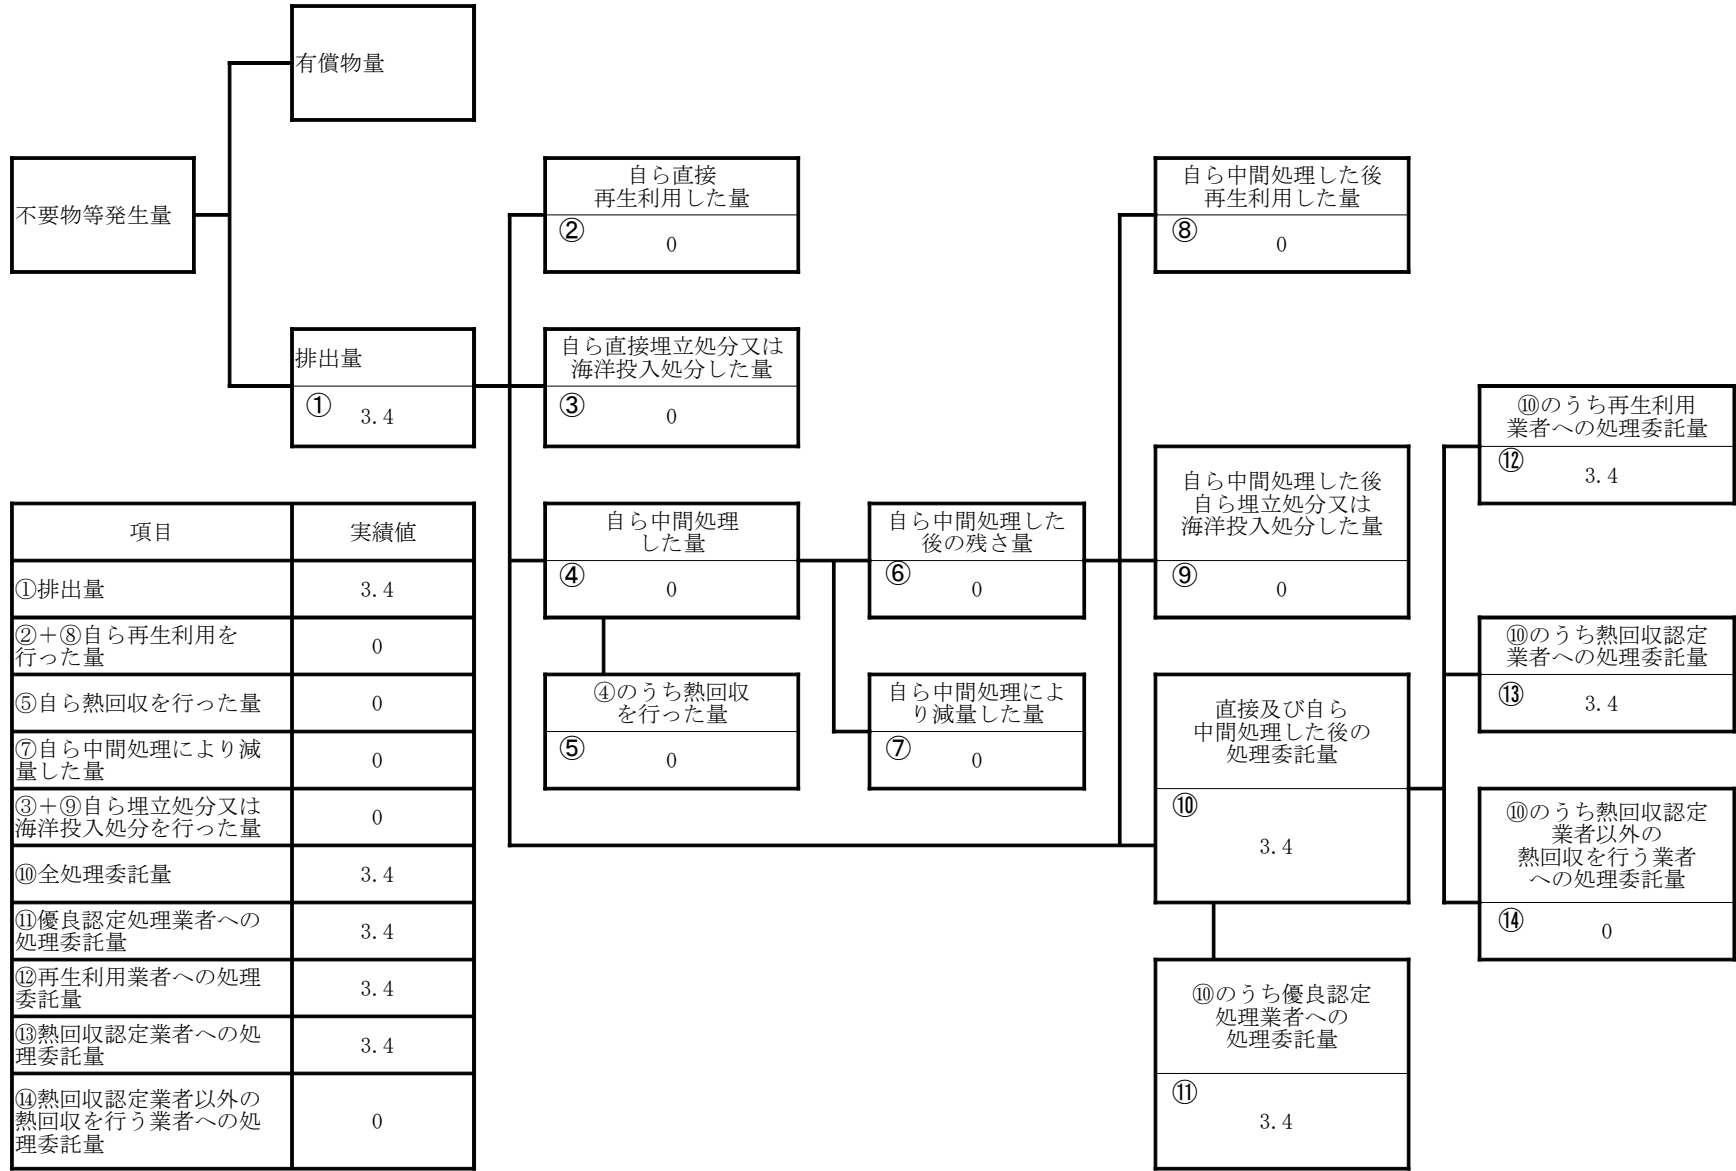 有償物量
不要物等発生量
排出量
① 3.4
自ら直接
再生利用した量
② 0
自ら直接埋立処分又は
海洋投入処分した量
③ 0
自ら中間処理
した量
④ 0
④のうち熱回収
を行った量
⑤ 0
自ら中間処理した
後の残さ量
⑥ 0
自ら中間処理によ
り減量した量
⑦ 0
自ら中間処理した後
再生利用した量
⑧ 0
自ら中間処理した後
自ら埋立処分又は
海洋投入処分した量
⑨ 0
直接及び自ら
中間処理した後の
処理委託量
⑩
3.4
⑩のうち優良認定
処理業者への
処理委託量
⑪
3.4
⑩のうち再生利用
業者への処理委託量
⑫ 3.4
⑩のうち熱回収認定
業者への処理委託量
⑬ 3.4
⑩のうち熱回収認定
業者以外の
熱回収を行う業者
への処理委託量
⑭ 0
項目 実績値
①排出量 3.4
②＋⑧自ら再生利用を
行った量 0
⑤自ら熱回収を行った量 0
⑦自ら中間処理により減
量した量 0
③＋⑨自ら埋立処分又は
海洋投入処分を行った量 0
⑩全処理委託量 3.4
⑪優良認定処理業者への
処理委託量 3.4
⑫再生利用業者への処理
委託量 3.4
⑬熱回収認定業者への処
理委託量 3.4
⑭熱回収認定業者以外の
熱回収を行う業者への処
理委託量 0